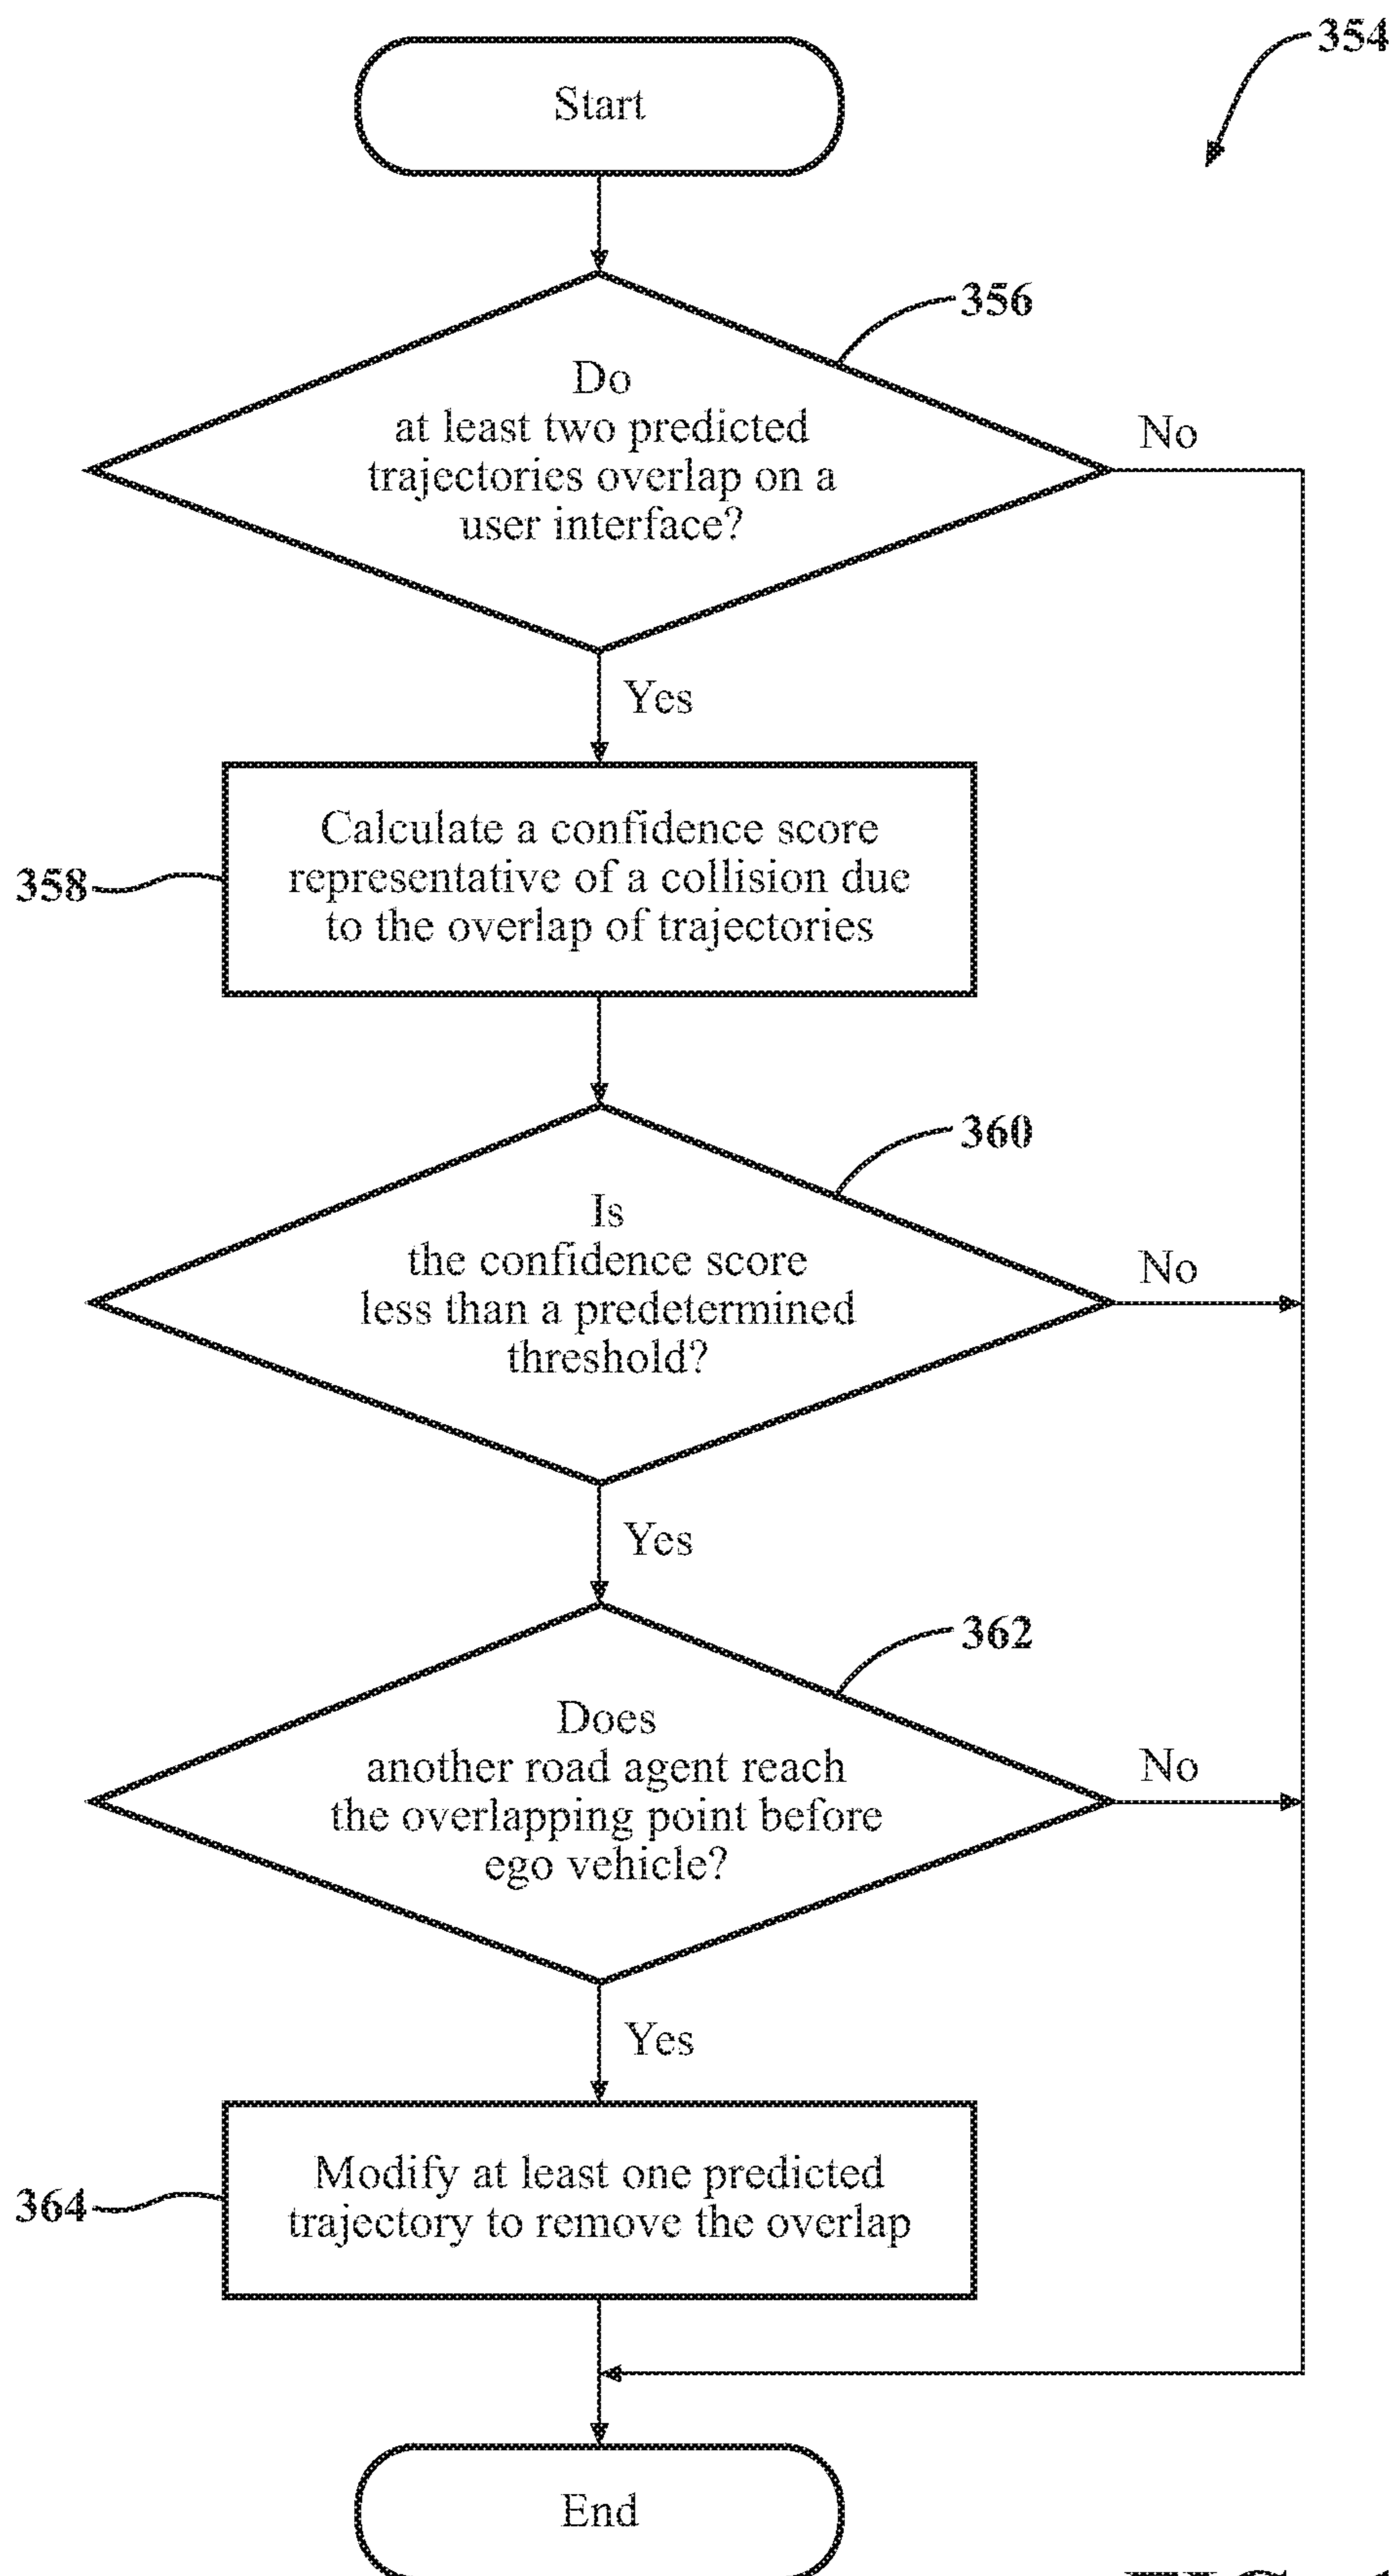 354
Start
356
Do
at least two predicted
trajectories overlap on a
user interface?
No
Yes
358
Calculate a confidence score
representative of a collision due
to the overlap of trajectories
360
Is
the confidence score
less than a predetermined
threshold?
No
Yes
362
Does
another road agent reach
the overlapping point before
ego vehicle?
No
Yes
364
Modify at least one predicted
trajectory to remove the overlap
End